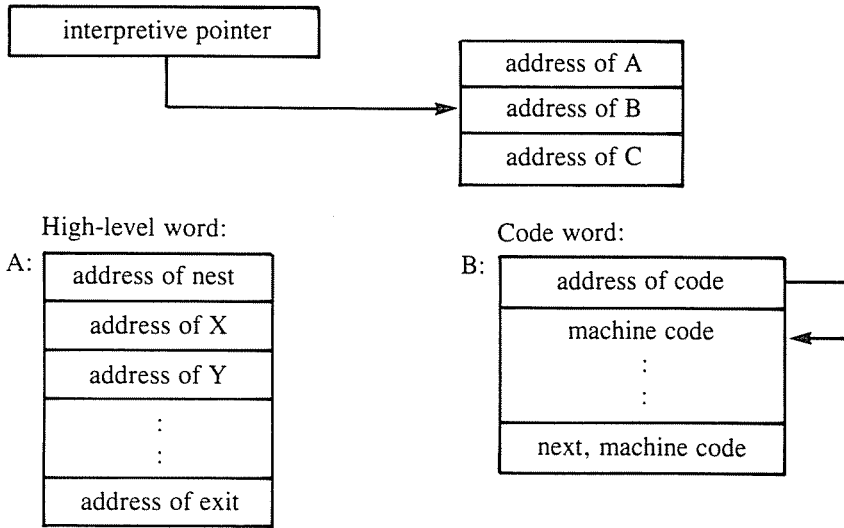 interpretive pointer
address of A
address of B
address of C
High-level word:
A:
address of nest
address of X
address of Y
:
:
address of exit
Code word:
B:
address of code
machine code
:
:
next, machine code